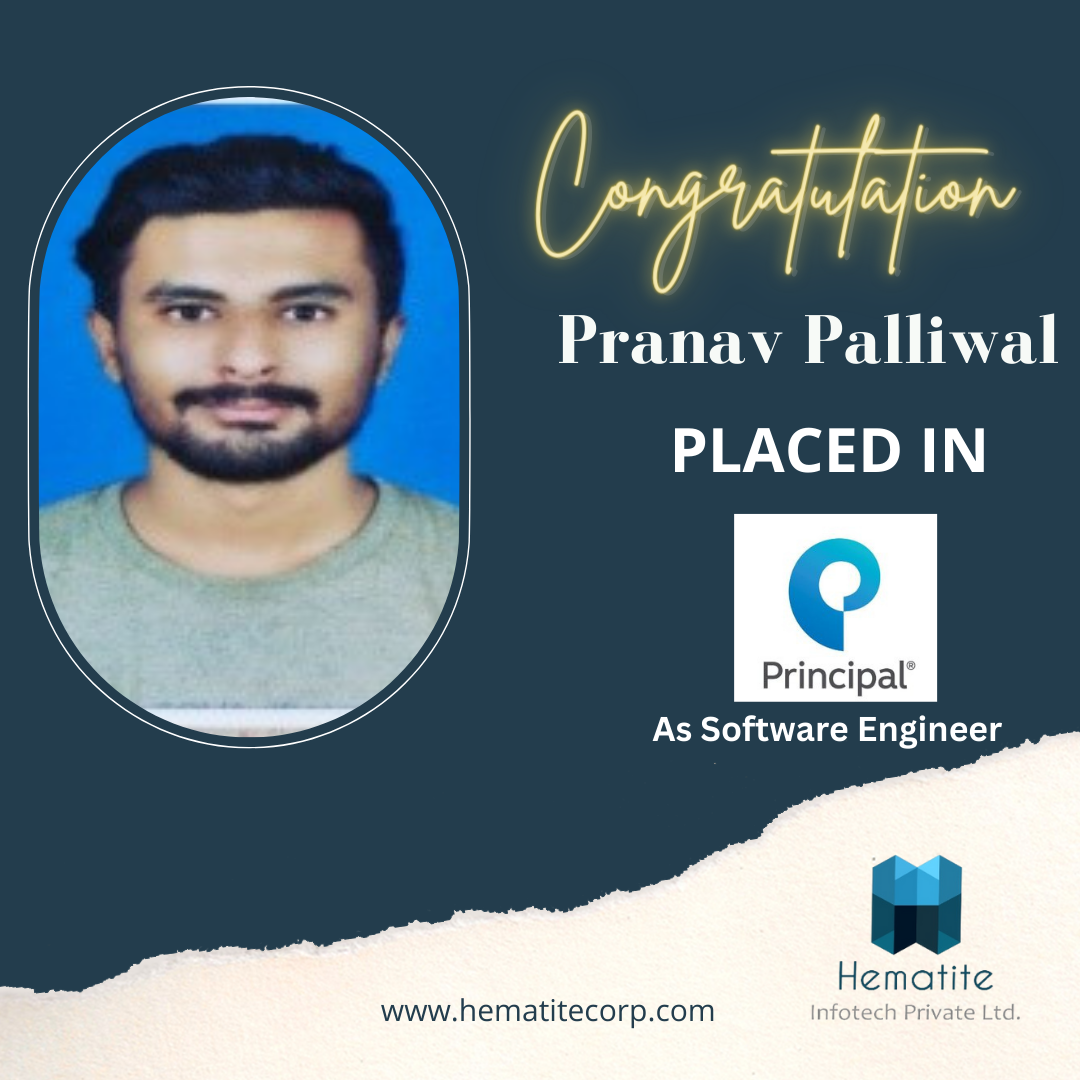 Congratulation
Pranav Palliwal
PLACED IN
Principal®
As Software Engineer
Hematite
Infotech Private Ltd.
www.hematitecorp.com